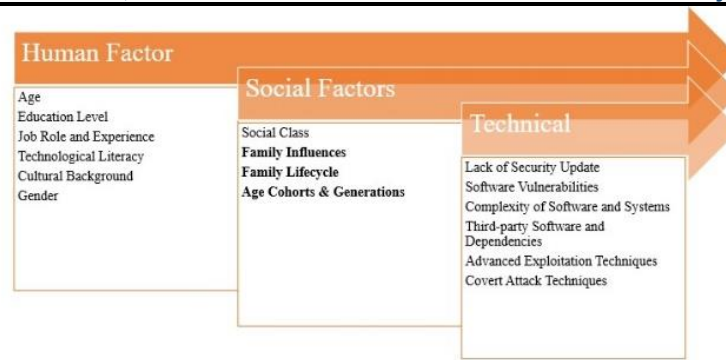 Human Factor
Age
Education Level
Job Role and Experience
Technological Literacy
Cultural Background
Gender
Social Factors
Social Class
Family Influences
Family Lifecycle
Age Cohorts & Generations
Technical
Lack of Security Update
Software Vulnerabilities
Complexity of Software and Systems
Third-party Software and
Dependencies
Advanced Exploitation Techniques
Covert Attack Techniques